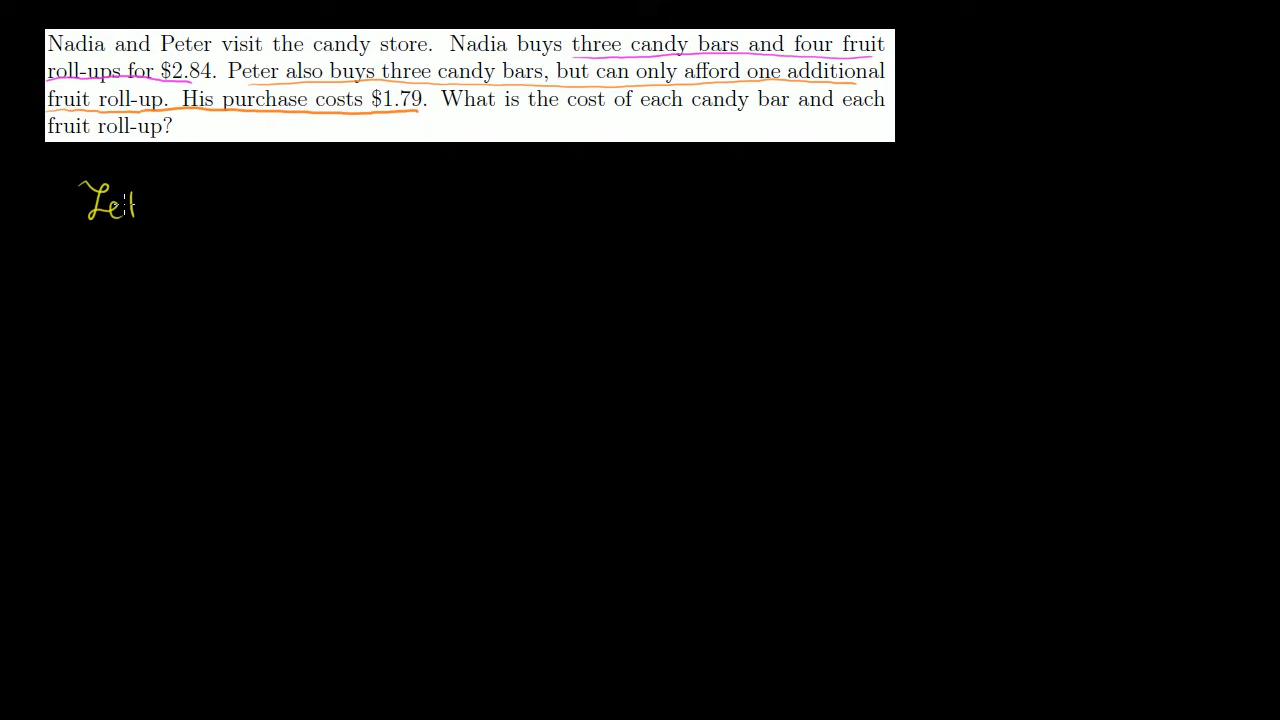 Nadia and Peter visit the candy store. Nadia buys three candy bars and four fruit
roll-ups for $2.84. Peter also buys three candy bars, but can only afford one additional
fruit roll-up. His purchase costs $1.79. What is the cost of each candy bar and each
fruit roll-up?
Let